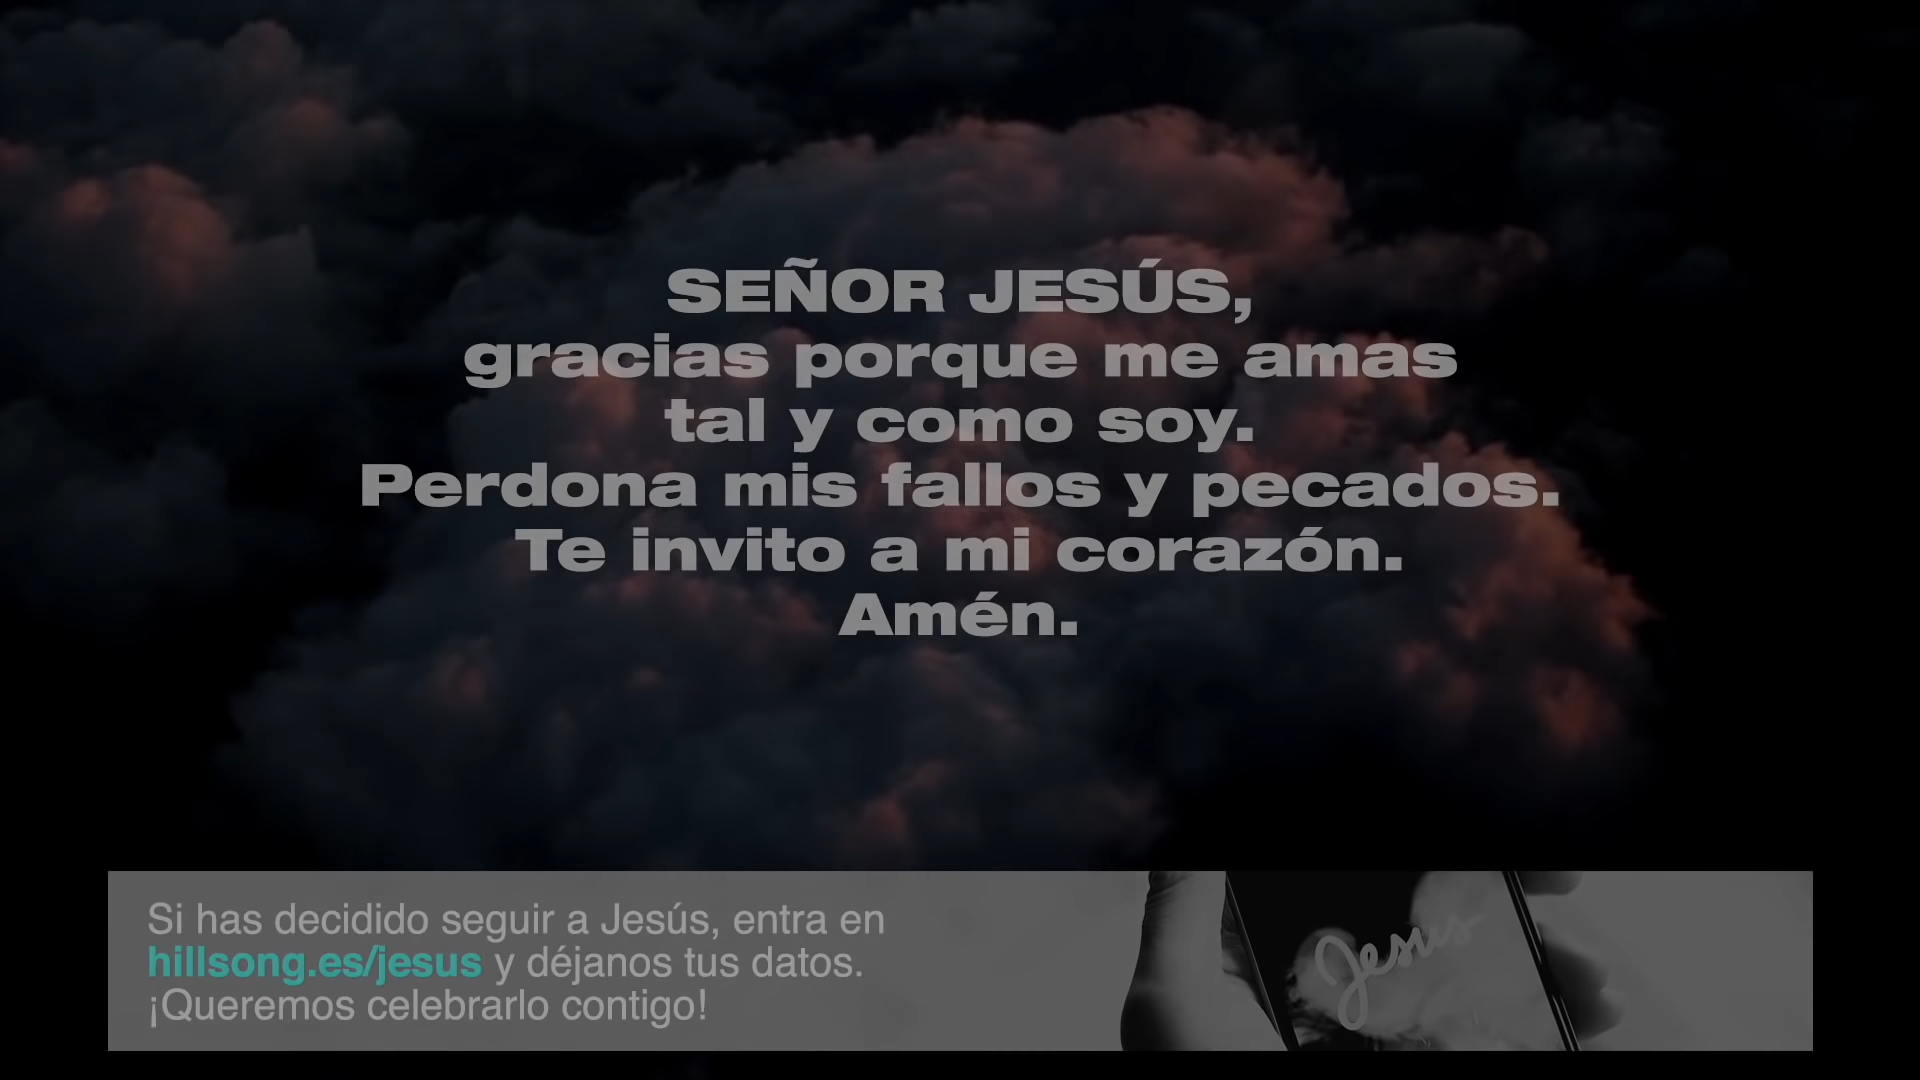 SEÑOR JESÚS,
gracias porque me amas
tal y como soy.
Perdona mis fallos y pecados.
Te invito a mi corazón.
Amén.
Si has decidido seguir a Jesús, entra en
hillsong.es/jesus y déjanos tus datos.
¡Queremos celebrarlo contigo!
Jesus